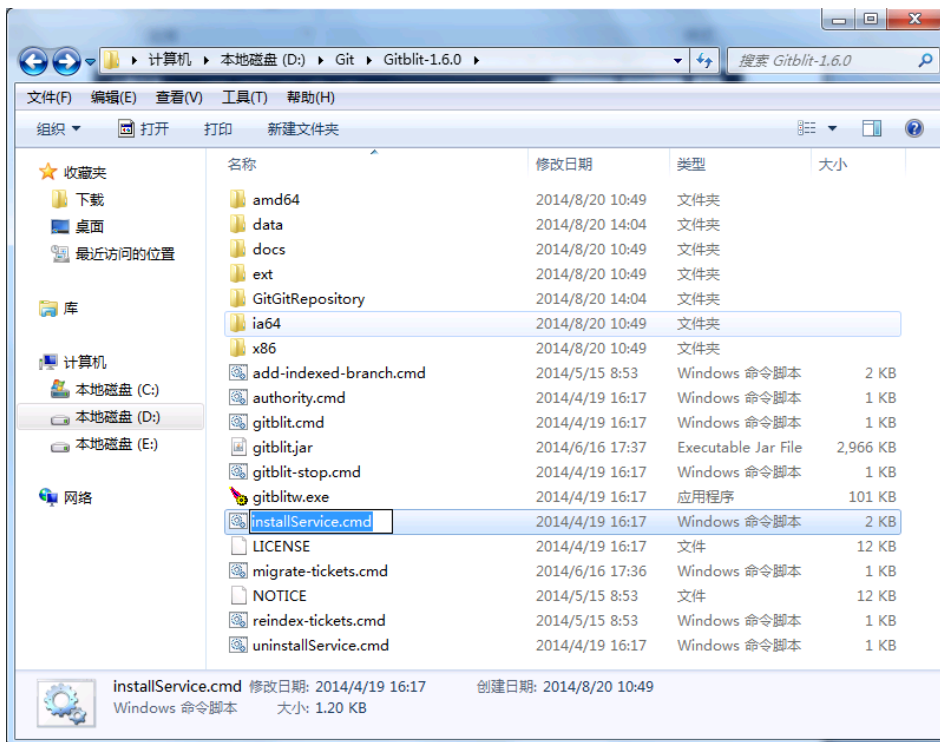 计算机 本地磁盘 (D:) Git Gitblit-1.6.0 搜索 Gitblit-1.6.0
文件(F) 编辑(E) 查看(V) 工具(T) 帮助(H)
组织 打开 打印 新建文件夹
收藏夹
下载
桌面
最近访问的位置
库
计算机
本地磁盘 (C:)
本地磁盘 (D:)
本地磁盘 (E:)
网络
名称 修改日期 类型 大小
amd64 2014/8/20 10:49 文件夹
data 2014/8/20 14:04 文件夹
docs 2014/8/20 10:49 文件夹
ext 2014/8/20 10:49 文件夹
GitGitRepository 2014/8/20 14:04 文件夹
ia64 2014/8/20 10:49 文件夹
x86 2014/8/20 10:49 文件夹
add-indexed-branch.cmd 2014/5/15 8:53 Windows 命令脚本 2 KB
authority.cmd 2014/4/19 16:17 Windows 命令脚本 1 KB
gitblit.cmd 2014/4/19 16:17 Windows 命令脚本 1 KB
gitblit.jar 2014/6/16 17:37 Executable Jar File 2,966 KB
gitblit-stop.cmd 2014/4/19 16:17 Windows 命令脚本 1 KB
gitblitw.exe 2014/4/19 16:17 应用程序 101 KB
installService.cmd 2014/4/19 16:17 Windows 命令脚本 2 KB
LICENSE 2014/4/19 16:17 文件 12 KB
migrate-tickets.cmd 2014/6/16 17:36 Windows 命令脚本 1 KB
NOTICE 2014/5/15 8:53 文件 12 KB
reindex-tickets.cmd 2014/5/15 8:53 Windows 命令脚本 1 KB
uninstallService.cmd 2014/4/19 16:17 Windows 命令脚本 1 KB
installService.cmd 修改日期: 2014/4/19 16:17 创建日期: 2014/8/20 10:49
Windows 命令脚本 大小: 1.20 KB